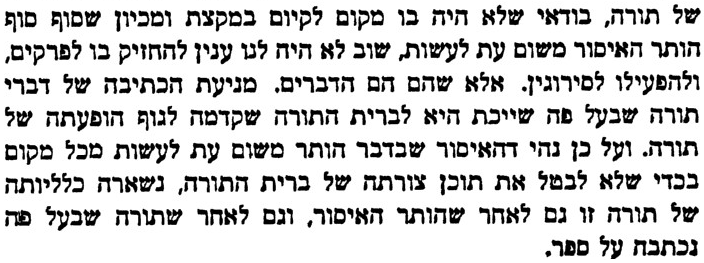 של תורה, בודאי שלא היה בו מקום לקיום במקצת ומכיון שסוף סוף
הותר האיסור משום עת לעשות, שוב לא היה לנו ענין להחזיק בו לפרקים,
ולהפעילו לסירוגין. אלא שהם הם הדברים. מניעת הכתיבה של דברי
תורה שבעל פה שייכת היא לברית התורה שקדמה לגוף הופעתה של
תורה. ועל כן נהי דהאיסור שבדבר הותר משום עת לעשות מכל מקום
בכדי שלא לבטל את תוכן צורתה של ברית התורה, נשארה כלליותה
של תורה זו גם לאחר שהותר האיסור, וגם לאחר שתורה שבעל פה
נכתבה על ספר.